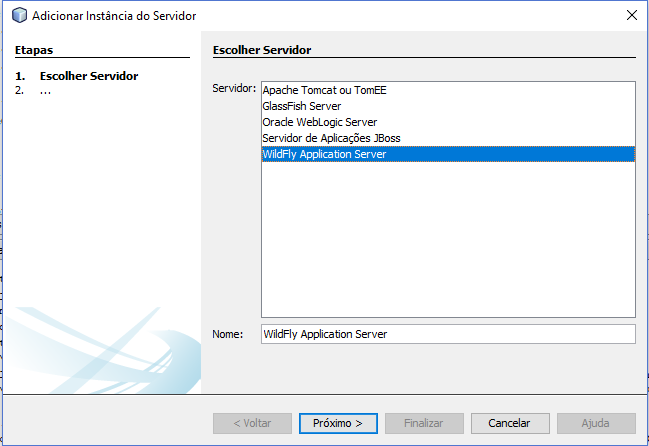 Adicionar Instância do Servidor
Etapas
1. Escolher Servidor
2. ...
Escolher Servidor
Servidor:
Apache Tomcat ou TomEE
GlassFish Server
Oracle WebLogic Server
Servidor de Aplicações JBoss
WildFly Application Server
Nome: WildFly Application Server
< Voltar
Próximo >
Finalizar
Cancelar
Ajuda